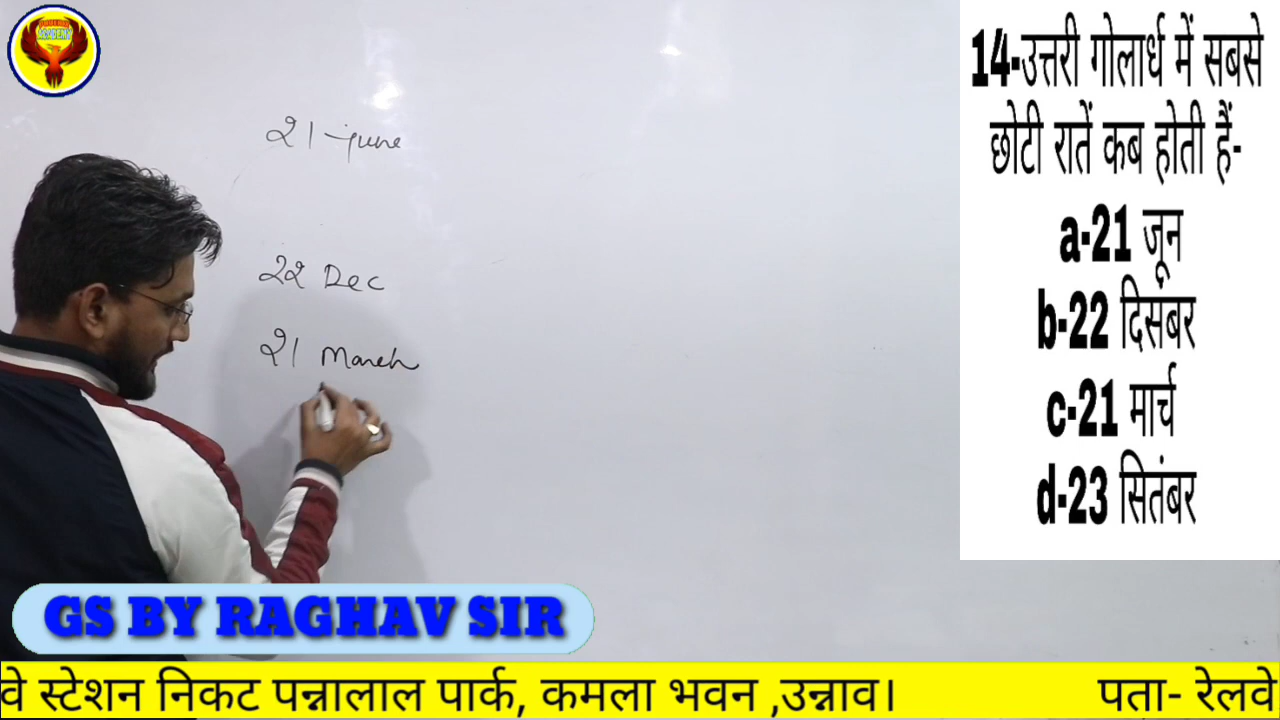 ACADEMY
21 June
22 Dec
21 March
14-उत्तरी गोलार्ध में सबसे
छोटी रातें कब होती हैं-
a-21 जून
b-22 दिसंबर
c-21 मार्च
d-23 सितंबर
GS BY RAGHAV SIR
वे स्टेशन निकट पन्नालाल पार्क, कमला भवन ,उन्नाव। पता- रेलवे